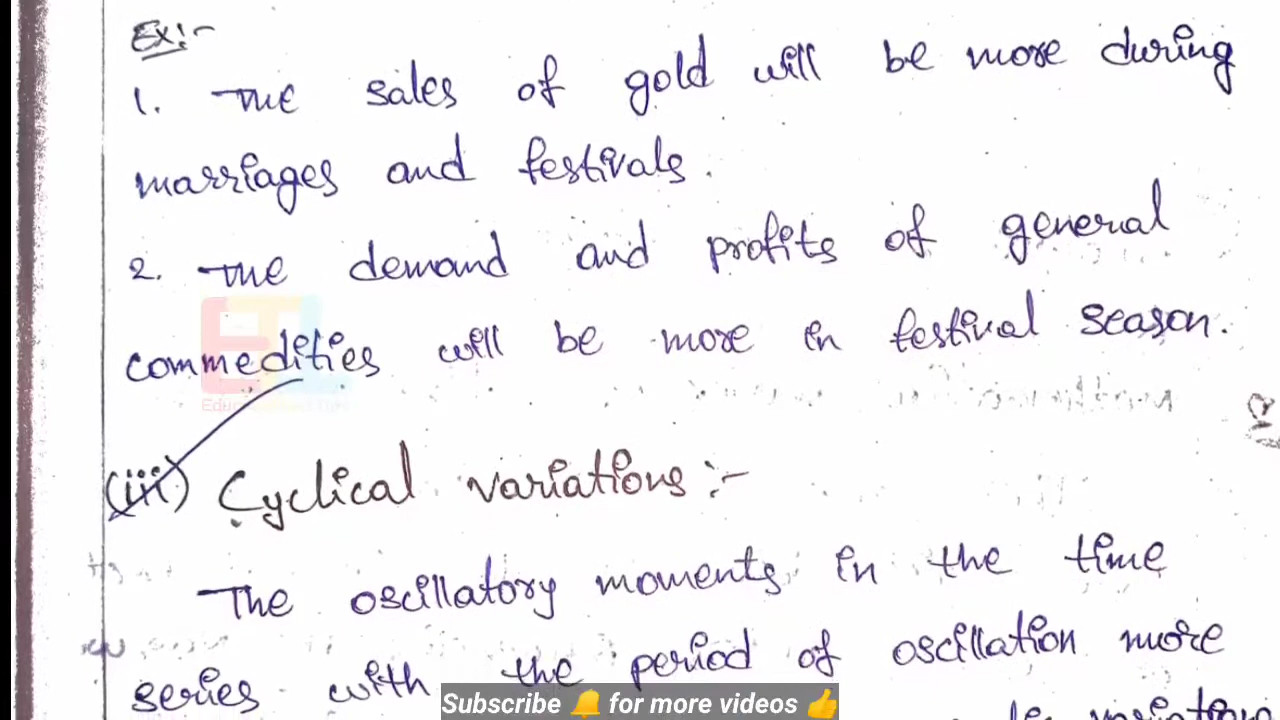 Ex:-
1. The sales of gold will be more during
marriages and festivals.
2. The demand and profits of general
commedities will be more in festival season.
(iii) Cyclical variations :-
The oscillatory moments in the time
series with the period of oscillation more
Subscribe 🔔 for more videos 👍